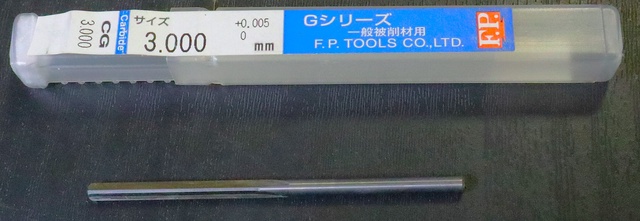 3.000
CG
Carbide
サイズ
3.000
+0.005
0
mm
Gシリーズ
一般被削材用
F.P. TOOLS CO.,LTD.
FP